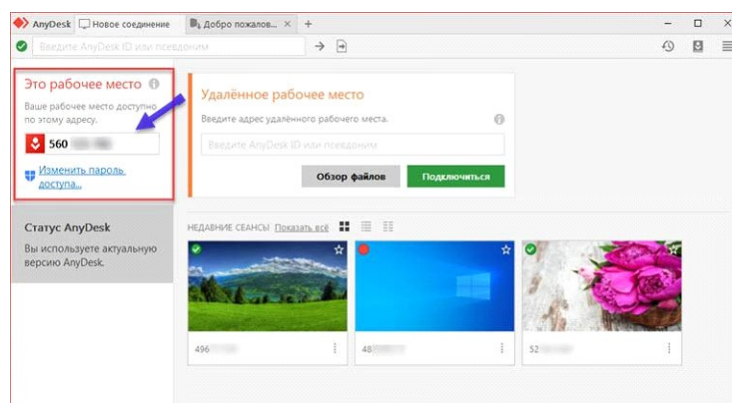 AnyDesk
Новое соединение
Добро пожалов...
Введите AnyDesk ID или псевдоним
Это рабочее место
Ваше рабочее место доступно
по этому адресу.
560
Изменить пароль
доступа...
Статус AnyDesk
Вы используете актуальную
версию AnyDesk.
Удалённое рабочее место
Введите адрес удалённого рабочего места.
Введите AnyDesk ID или псевдоним
Обзор файлов
Подключиться
НЕДАВНИЕ СЕАНСЫ Показать всё
496
48
52